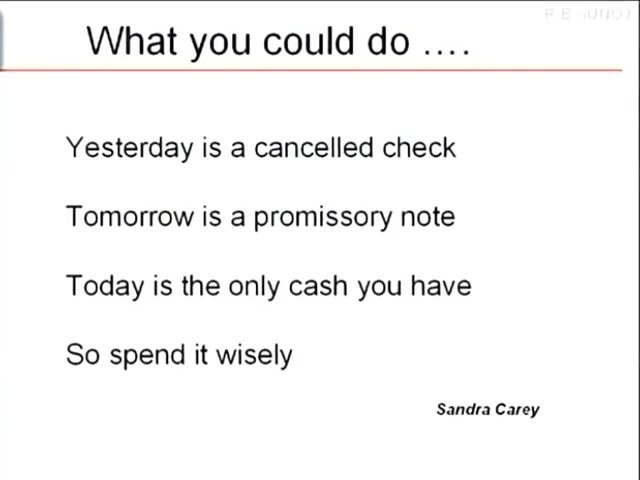 What you could do ....
Yesterday is a cancelled check
Tomorrow is a promissory note
Today is the only cash you have
So spend it wisely
Sandra Carey